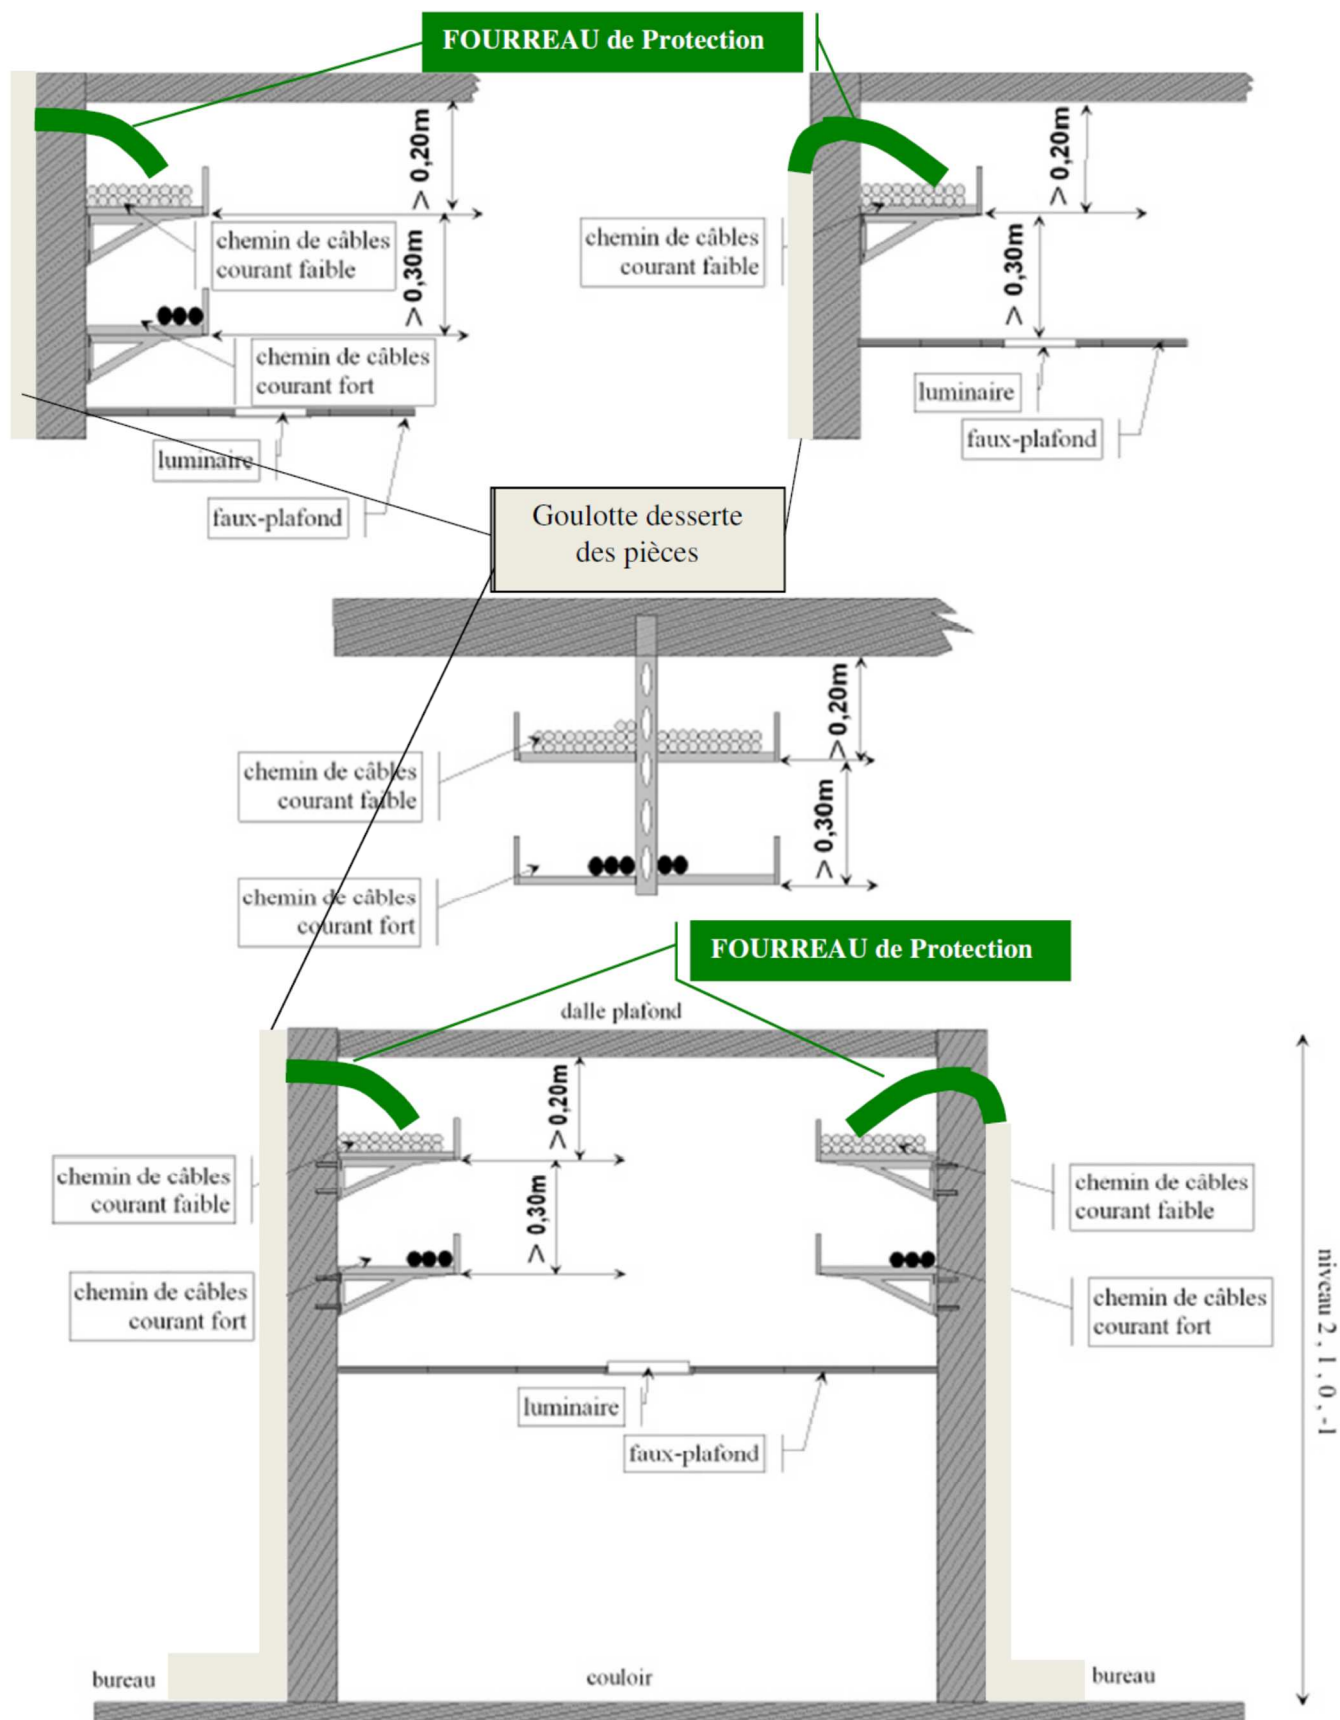 FOURREAU de Protection
> 0,20m
> 0,30m
chemin de câbles
courant faible
chemin de câbles
courant fort
luminaire
faux-plafond
> 0,20m
> 0,30m
chemin de câbles
courant faible
luminaire
faux-plafond
Goulotte desserte
des pièces
> 0,20m
> 0,30m
chemin de câbles
courant faible
chemin de câbles
courant fort
FOURREAU de Protection
dalle plafond
> 0,20m
> 0,30m
chemin de câbles
courant faible
chemin de câbles
courant fort
chemin de câbles
courant faible
chemin de câbles
courant fort
niveau 2 , 1 , 0 , -1
luminaire
faux-plafond
bureau
couloir
bureau